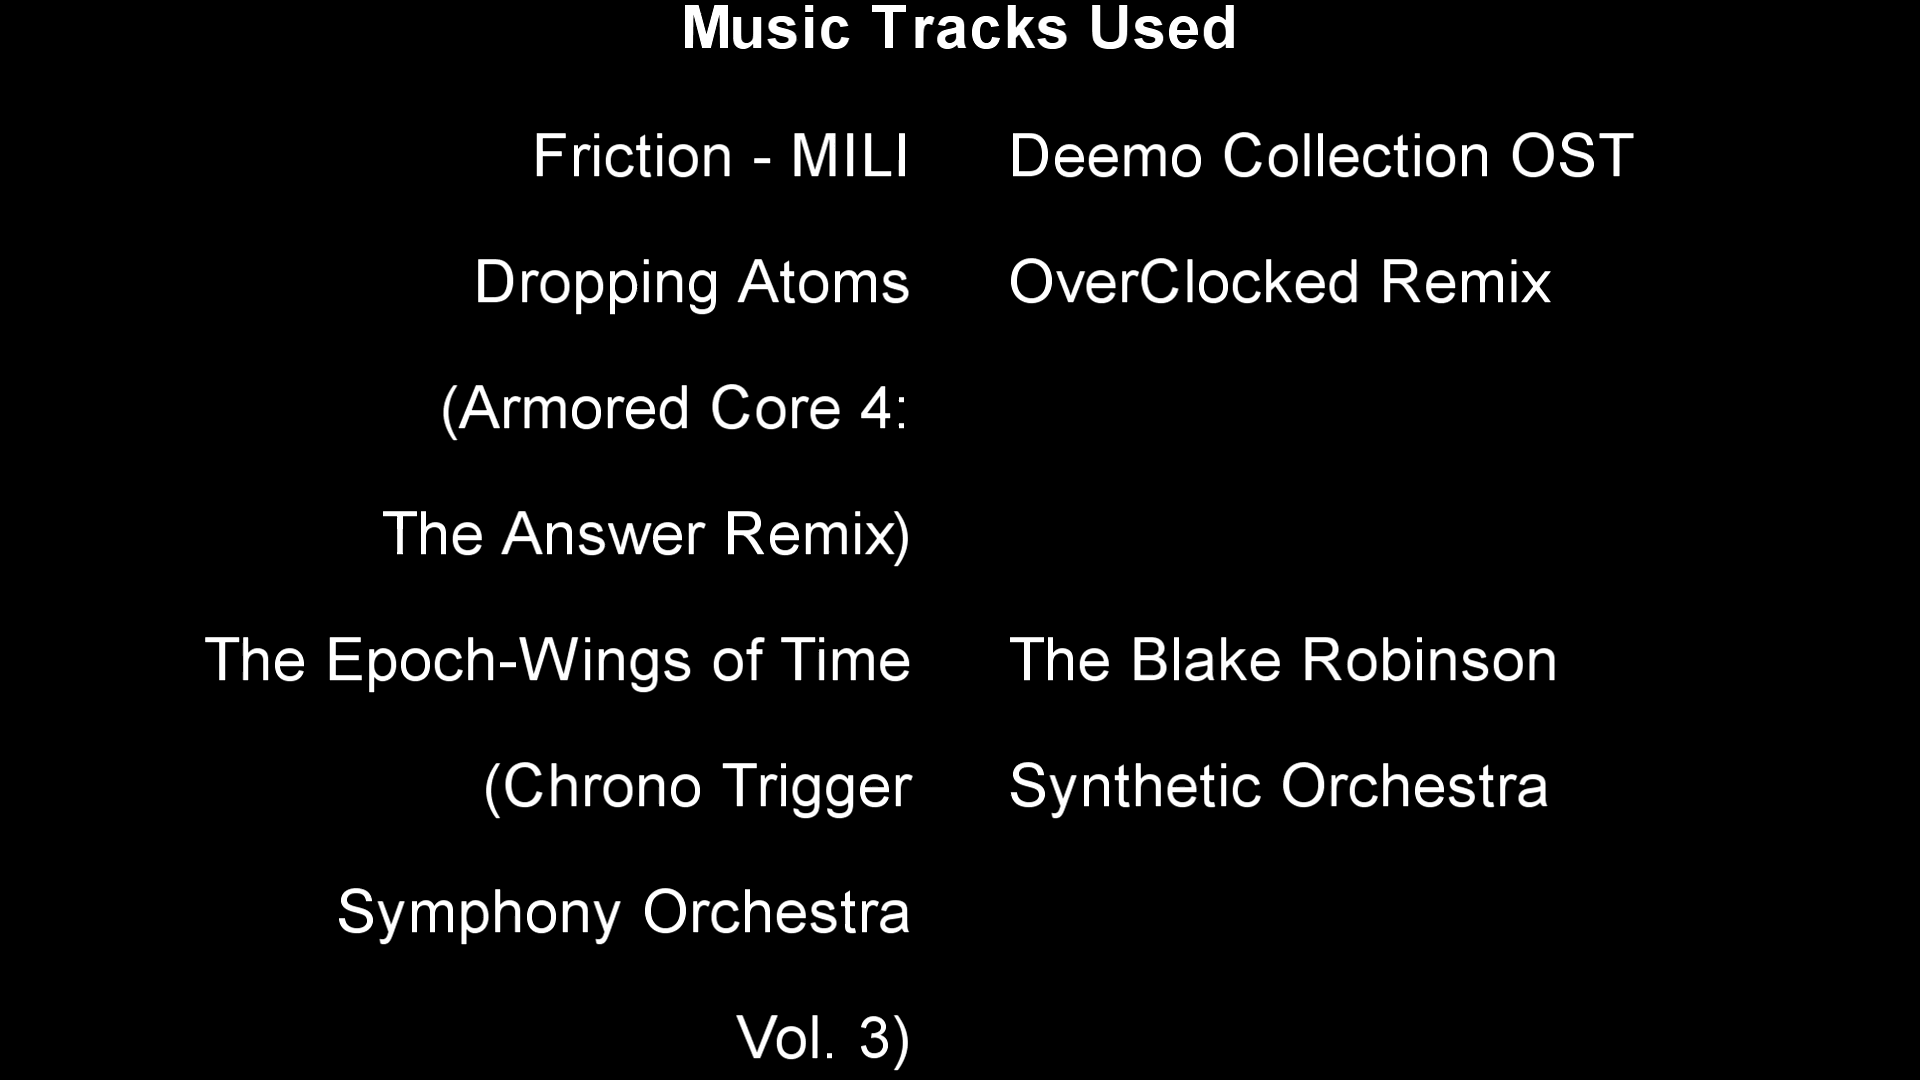 Music Tracks Used
Friction - MILI Deemo Collection OST
Dropping Atoms OverClocked Remix
(Armored Core 4:
The Answer Remix)
The Epoch-Wings of Time The Blake Robinson
(Chrono Trigger Synthetic Orchestra
Symphony Orchestra
Vol. 3)